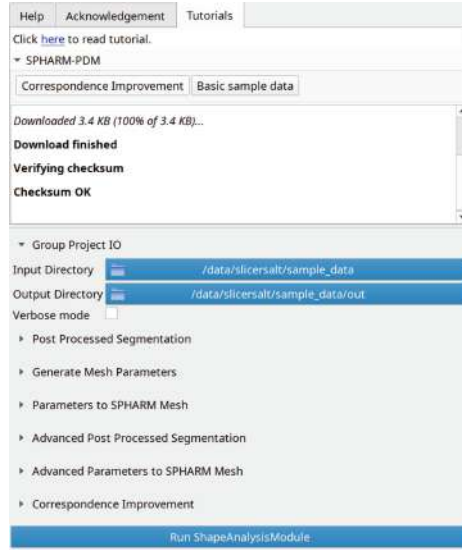 Help Acknowledgement Tutorials
Click here to read tutorial.
SPHARM-PDM
Correspondence Improvement Basic sample data
Downloaded 3.4 KB (100% of 3.4 KB)...
Download finished
Verifying checksum
Checksum OK
Group Project IO
Input Directory /data/slicersalt/sample_data
Output Directory /data/slicersalt/sample_data/out
Verbose mode
Post Processed Segmentation
Generate Mesh Parameters
Parameters to SPHARM Mesh
Advanced Post Processed Segmentation
Advanced Parameters to SPHARM Mesh
Correspondence Improvement
Run ShapeAnalysisModule